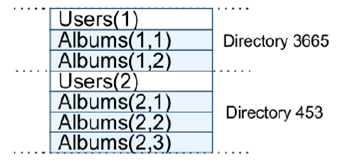 Users(1)
Albums(1,1)
Directory 3665
Albums(1,2)
Users(2)
Albums(2,1)
Albums(2,2)
Directory 453
Albums(2,3)